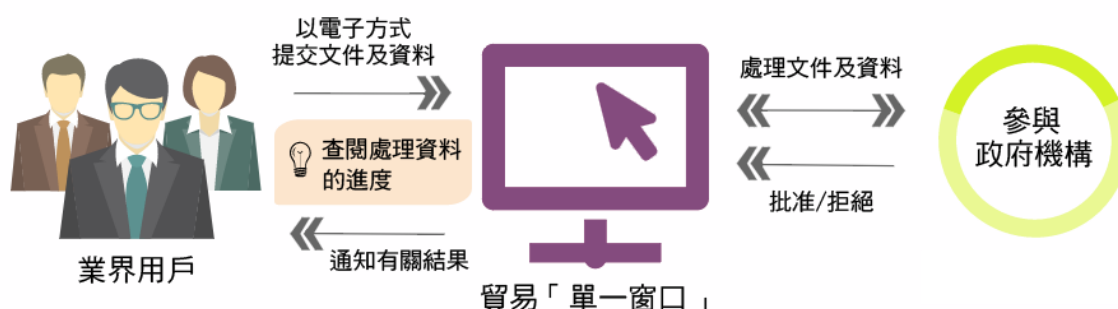 以電子方式
提交文件及資料
查閱處理資料
的進度
通知有關結果
業界用戶
貿易「單一窗口」
處理文件及資料
批准/拒絕
參與
政府機構